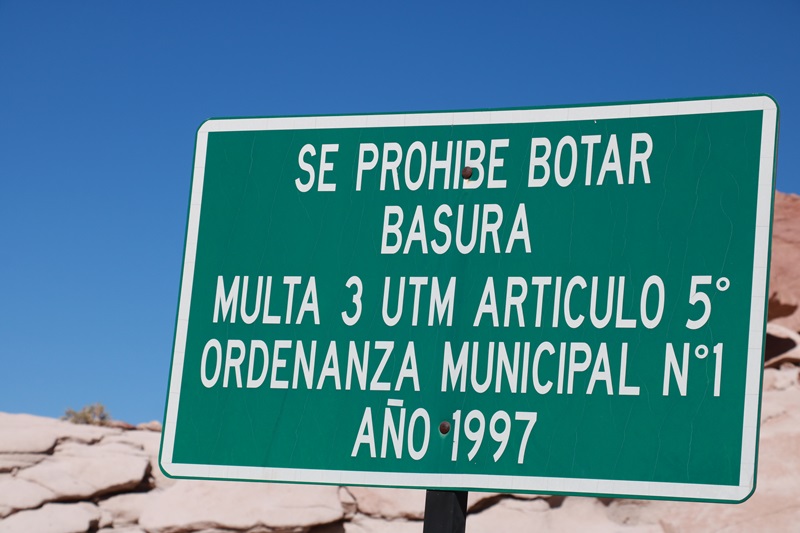 SE PROHIBE BOTAR
BASURA
MULTA 3 UTM ARTICULO 5°
ORDENANZA MUNICIPAL N°1
AÑO 1997